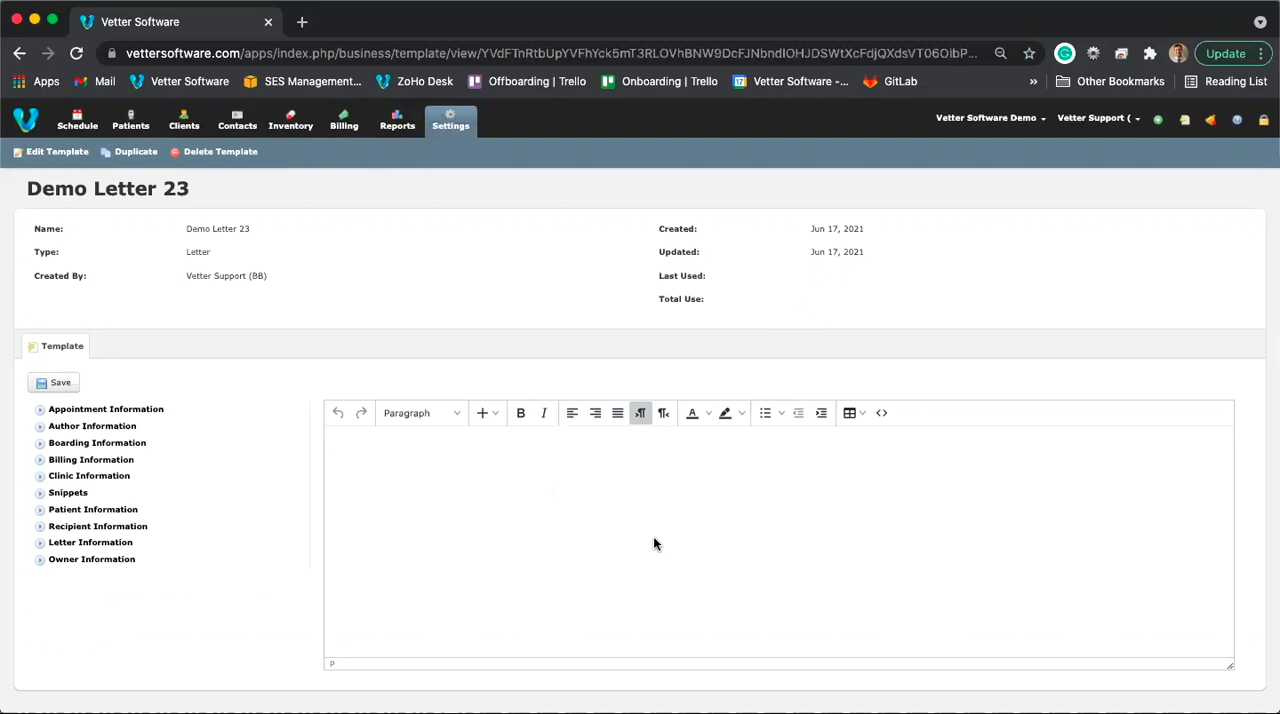 Vetter Software
vettersoftware.com/apps/index.php/business/template/view/YVdFTnRtbUpYVFhYck5mT3RLOVhBNW9DcFJNbndIOHJDSWtXcFdjQXdsVT06OibP...
Update
Apps Mail Vetter Software SES Management... ZoHo Desk Offboarding | Trello Onboarding | Trello Vetter Software -... GitLab » Other Bookmarks Reading List
Schedule Patients Clients Contacts Inventory Billing Reports Settings Vetter Software Demo Vetter Support (
Edit Template Duplicate Delete Template
Demo Letter 23
Name: Demo Letter 23 Created: Jun 17, 2021
Type: Letter Updated: Jun 17, 2021
Created By: Vetter Support (BB) Last Used:
Total Use:
Template
Save
Paragraph B I A
Appointment Information
Author Information
Boarding Information
Billing Information
Clinic Information
Snippets
Patient Information
Recipient Information
Letter Information
Owner Information
P